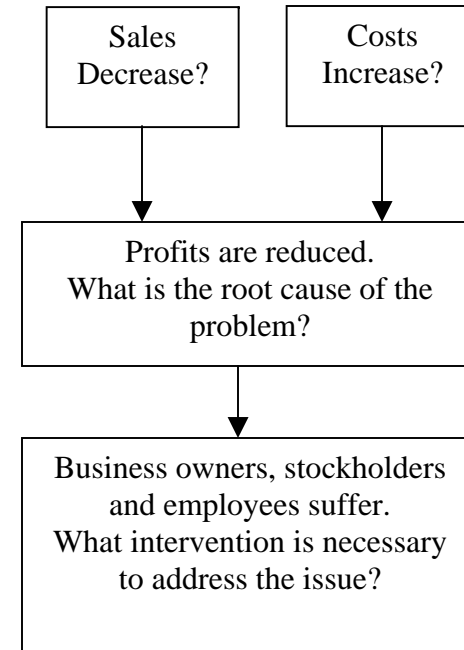 Sales
Decrease?
Costs
Increase?
Profits are reduced.
What is the root cause of the
problem?
Business owners, stockholders
and employees suffer.
What intervention is necessary
to address the issue?